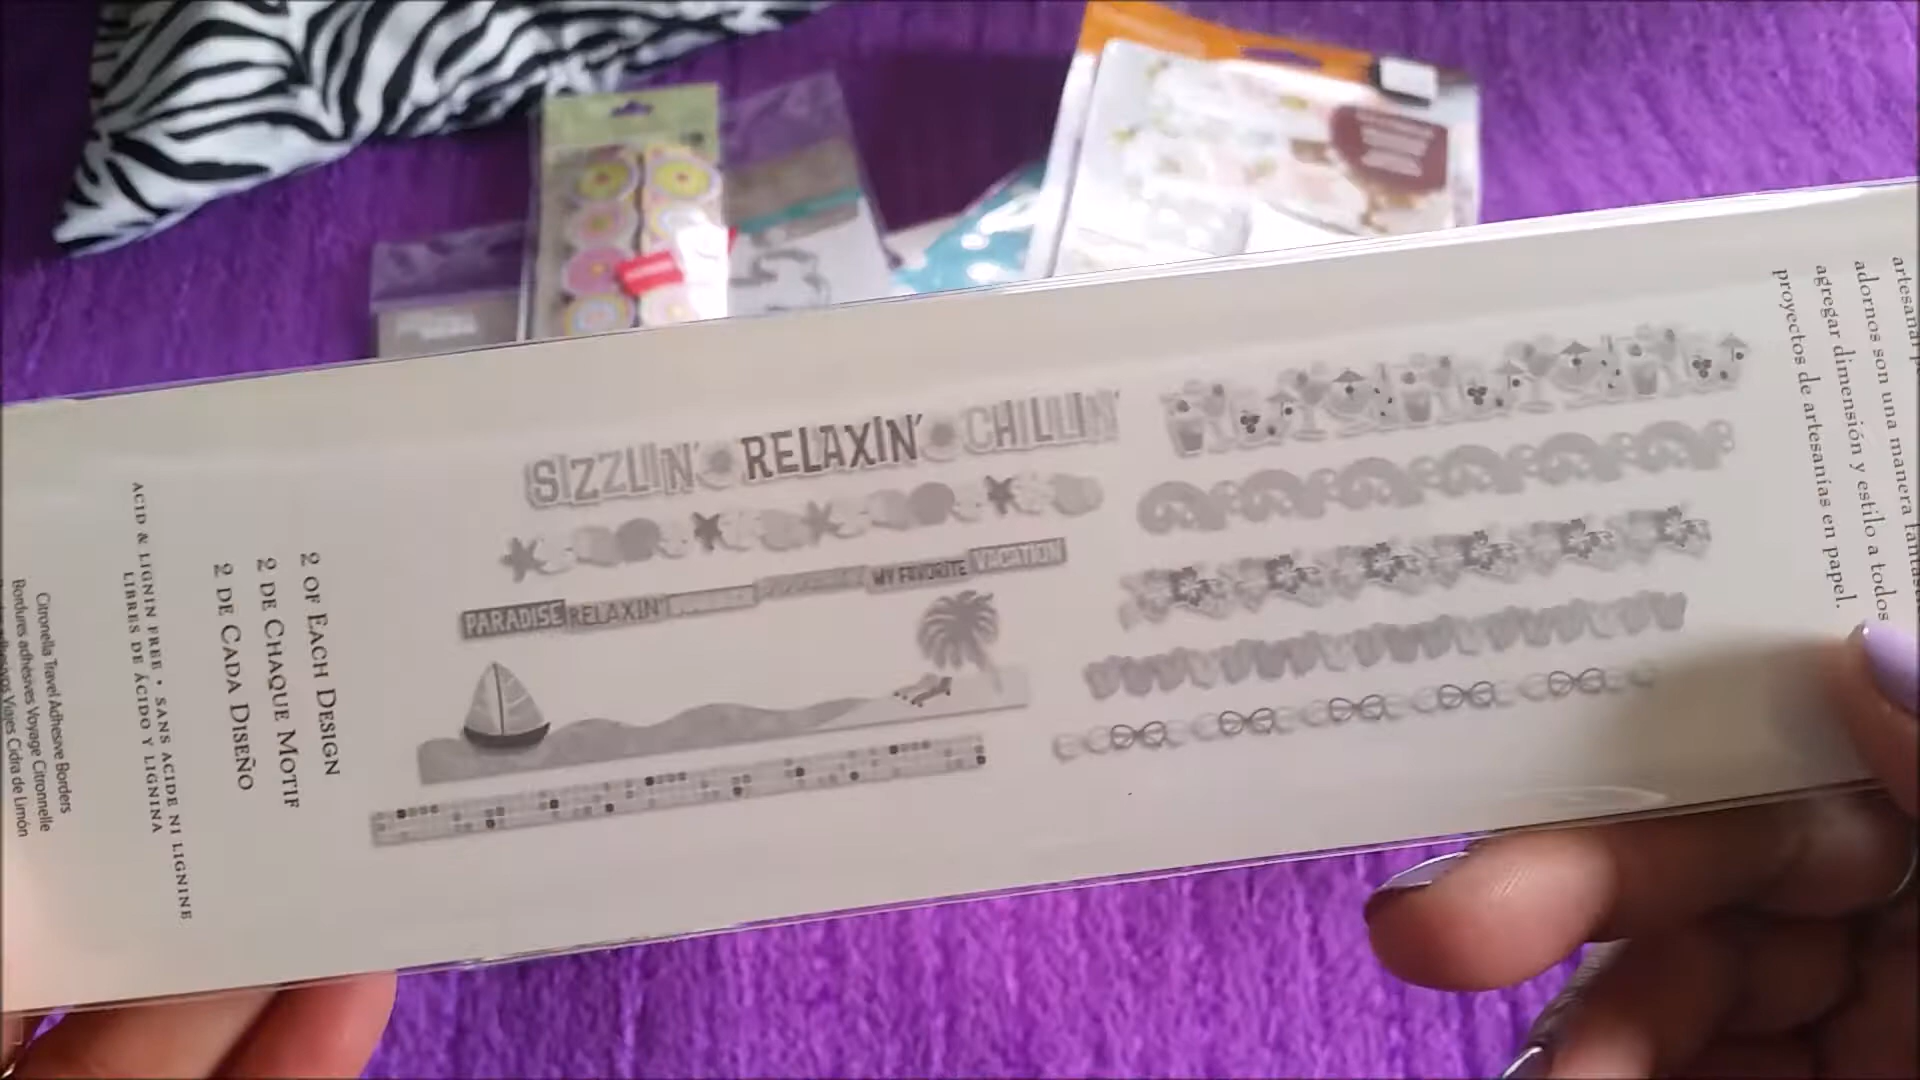 SIZZLIN' RELAXIN' CHILLIN'
PARADISE RELAXIN' MY FAVORITE VACATION
2 OF EACH DESIGN
2 DE CHAQUE MOTIF
2 DE CADA DISEÑO
ACID & LIGNIN FREE • SANS ACIDE NI LIGNINE
LIBRES DE ÁCIDO Y LIGNINA
Citronella Travel Adhesive Borders
Bordures adhésives Voyage Citronnelle
Viajes Cidra de Limón
adornos son una manera
agregar dimensión y estilo a todos
proyectos de artesanías en papel.